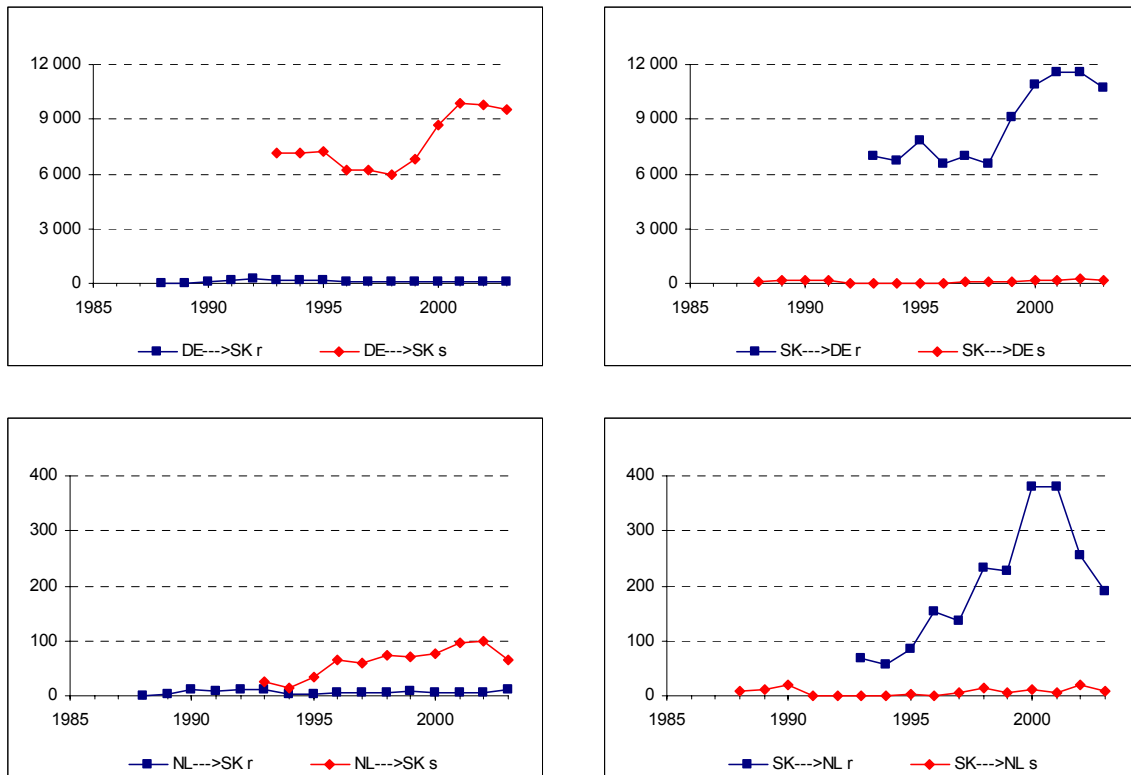 12 000
9 000
6 000
3 000
0
1985 1990 1995 2000
DE--->SK r DE--->SK s
12 000
9 000
6 000
3 000
0
1985 1990 1995 2000
SK--->DE r SK--->DE s
400
300
200
100
0
1985 1990 1995 2000
NL--->SK r NL--->SK s
400
300
200
100
0
1985 1990 1995 2000
SK--->NL r SK--->NL s